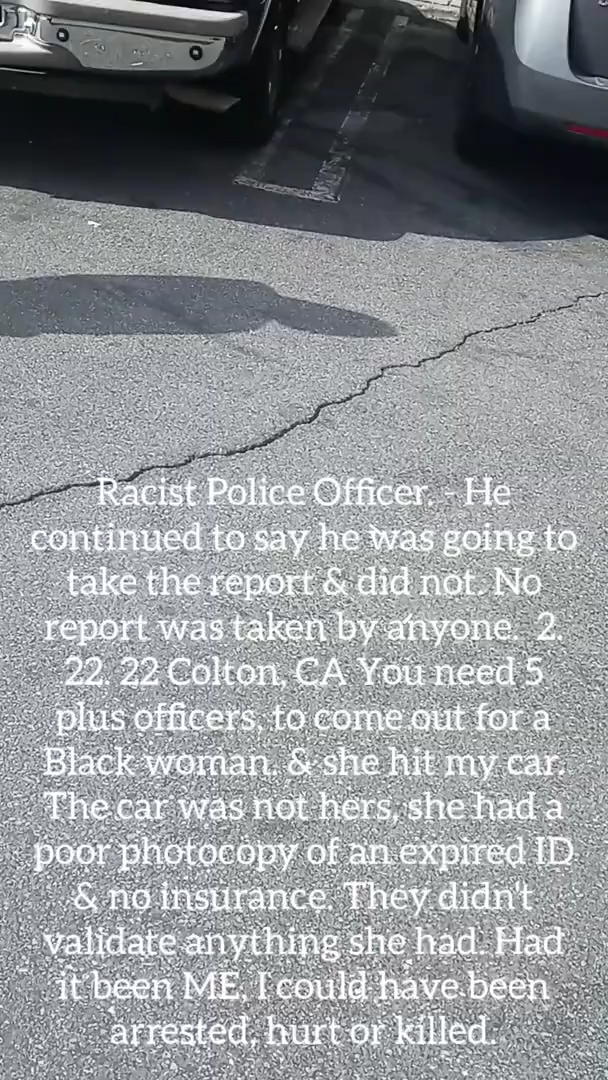 Racist Police Officer. - He
continued to say he was going to
take the report & did not. No
report was taken by anyone.  2.
22. 22 Colton, CA You need 5
plus officers, to come out for a
Black woman. & she hit my car.
The car was not hers, she had a
poor photocopy of an expired ID
& no insurance. They didn't
validate anything she had. Had
it been ME, I could have been
arrested, hurt or killed.